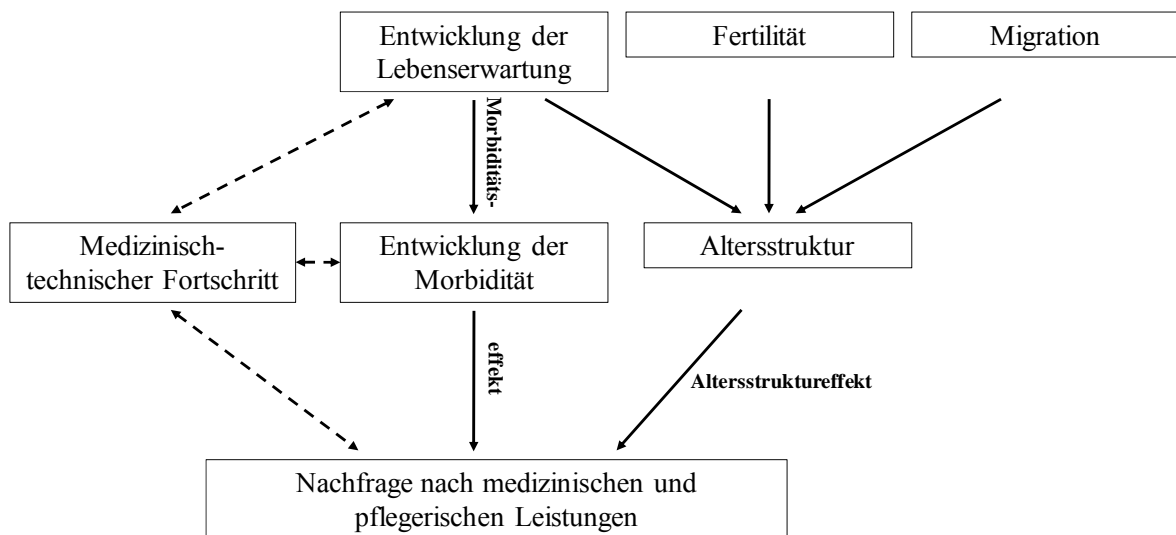 Entwicklung der
Lebenserwartung
Fertilität
Migration
Morbiditäts-
Medizinisch-
technischer Fortschritt
Entwicklung der
Morbidität
Altersstruktur
effekt
Altersstruktureffekt
Nachfrage nach medizinischen und
pflegerischen Leistungen